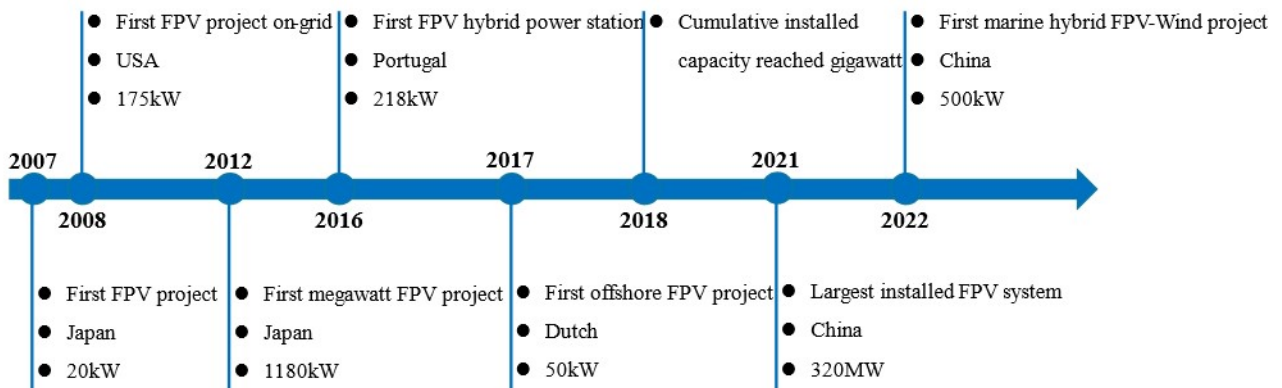 First FPV project on-grid
USA
175kW
First FPV hybrid power station
Portugal
218kW
Cumulative installed
capacity reached gigawatt
First marine hybrid FPV-Wind project
China
500kW
2007
2012
2017
2021
2008
2016
2018
2022
First FPV project
Japan
20kW
First megawatt FPV project
Japan
1180kW
First offshore FPV project
Dutch
50kW
Largest installed FPV system
China
320MW